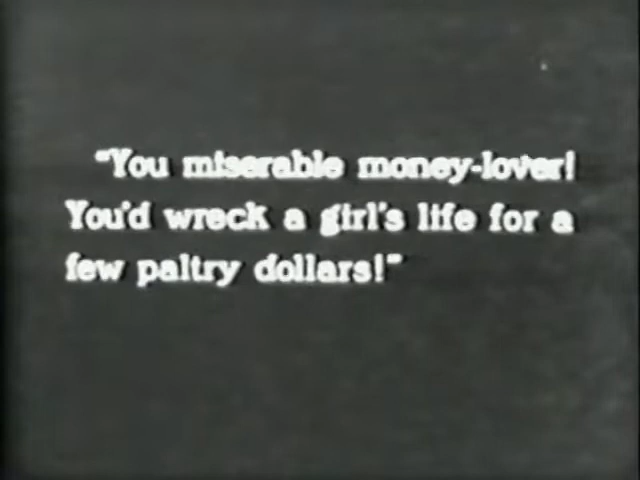 "You miserable money-lover!
You'd wreck a girl's life for a
few paltry dollars!"